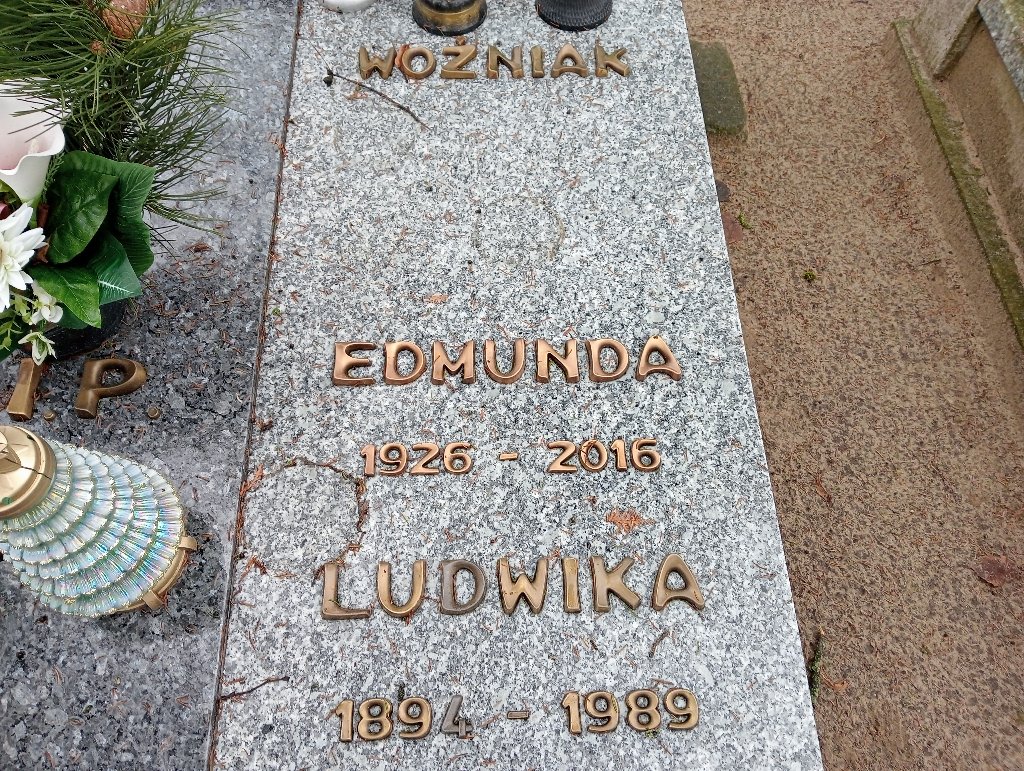 WOŹNIAK
EDMUNDA
1926 - 2016
I. P.
LUDWIKA
1894 - 1989